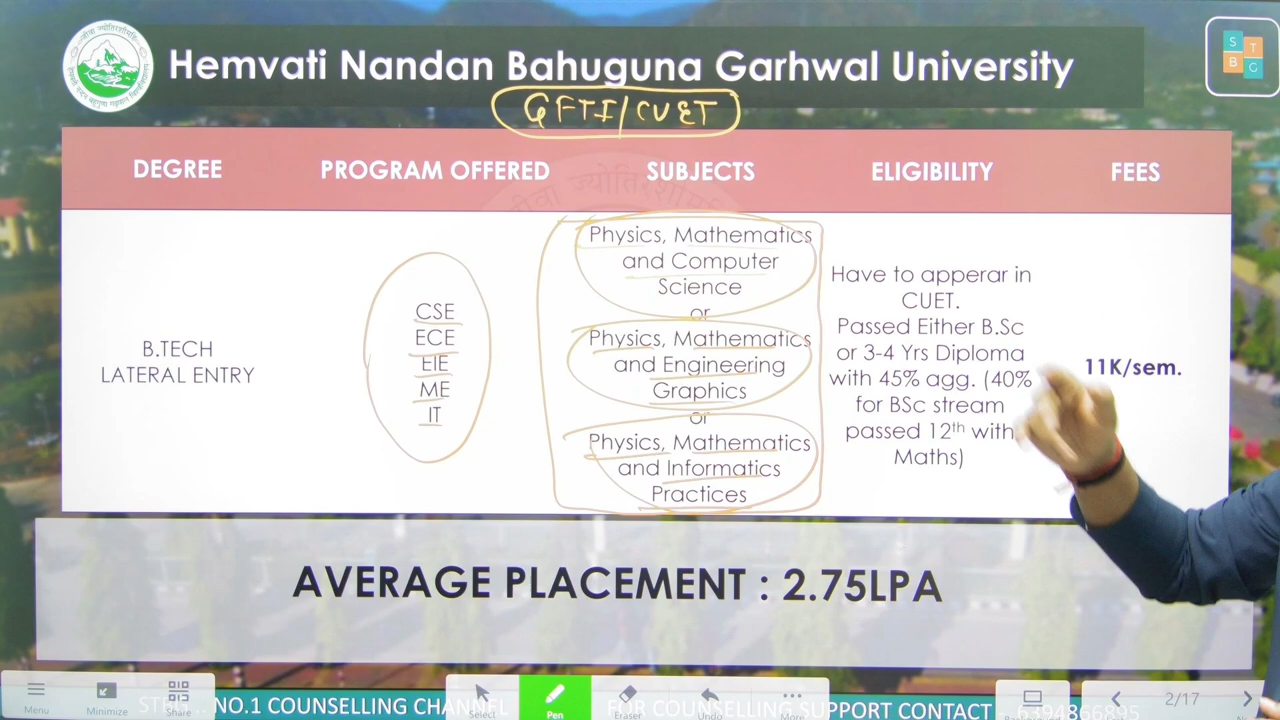 Hemvati Nandan Bahuguna Garhwal University
S T
B G
GFTI/CUET
DEGREE PROGRAM OFFERED SUBJECTS ELIGIBILITY FEES
B.TECH
LATERAL ENTRY
CSE
ECE
EIE
ME
IT
Physics, Mathematics
and Computer
Science
or
Physics, Mathematics
and Engineering
Graphics
or
Physics, Mathematics
and Informatics
Practices
Have to apperar in
CUET.
Passed Either B.Sc
or 3-4 Yrs Diploma
with 45% agg. (40%
for BSc stream
passed 12th with
Maths)
11K/sem.
AVERAGE PLACEMENT : 2.75LPA
NO.1 COUNSELLING CHANNEL FOR COUNSELLING SUPPORT CONTACT - 6394866895
Menu Minimize Share Select Pen Eraser Undo More 2/17